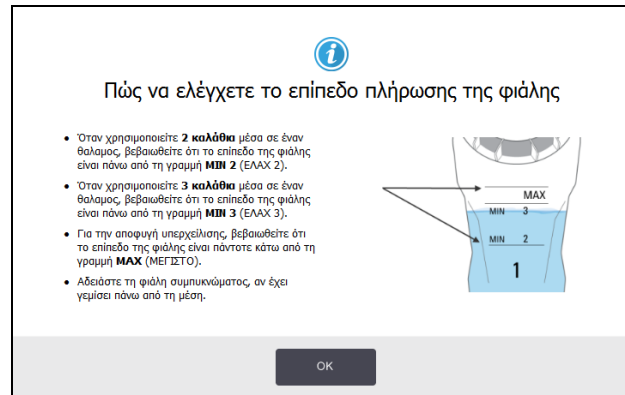 Πώς να ελέγχετε το επίπεδο πλήρωσης της φιάλης
• Όταν χρησιμοποιείτε 2 καλάθια μέσα σε έναν
θαλαμος, βεβαιωθείτε ότι το επίπεδο της φιάλης
είναι πάνω από τη γραμμή MIN 2 (ΕΛΑΧ 2).
• Όταν χρησιμοποιείτε 3 καλάθια μέσα σε έναν
θαλαμος, βεβαιωθείτε ότι το επίπεδο της φιάλης
είναι πάνω από τη γραμμή MIN 3 (ΕΛΑΧ 3).
• Για την αποφυγή υπερχείλισης, βεβαιωθείτε ότι
το επίπεδο της φιάλης είναι πάντοτε κάτω από τη
γραμμή MAX (ΜΕΓΙΣΤΟ).
• Αδειάστε τη φιάλη συμπυκνώματος, αν έχει
γεμίσει πάνω από τη μέση.
MAX
MIN 3
MIN 2
1
OK